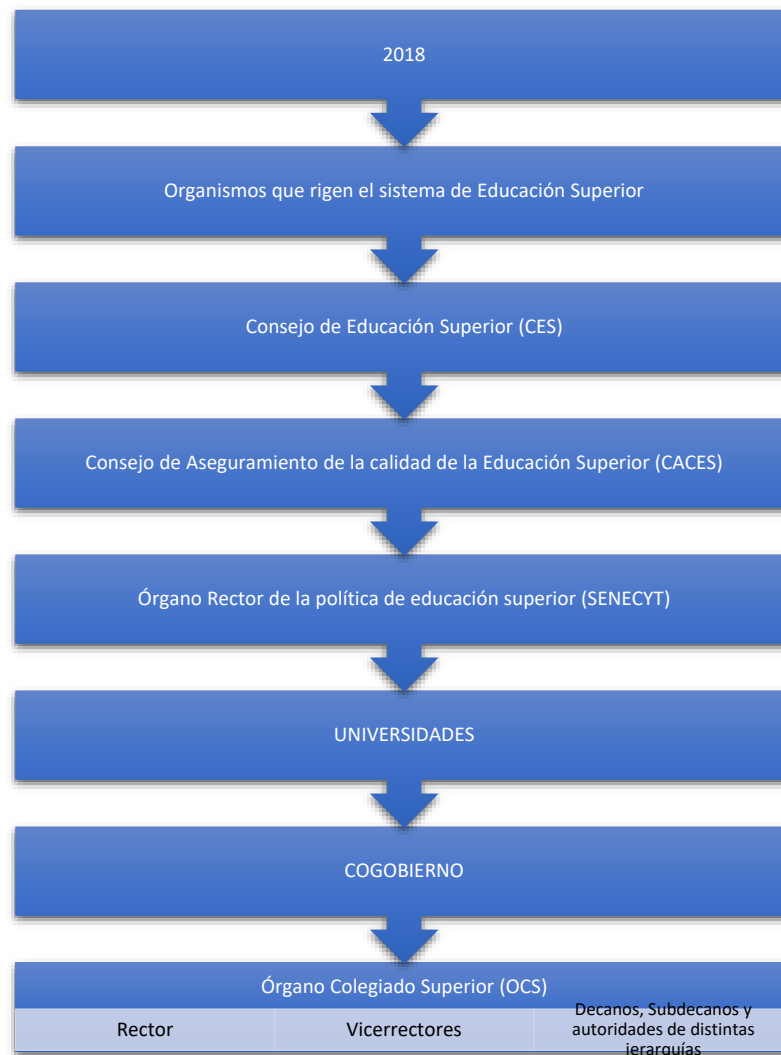 2018
Organismos que rigen el sistema de Educación Superior
Consejo de Educación Superior (CES)
Consejo de Aseguramiento de la calidad de la Educación Superior (CACES)
Órgano Rector de la política de educación superior (SENECYT)
UNIVERSIDADES
COGOBIERNO
Órgano Colegiado Superior (OCS)
Rector
Vicerrectores
Decanos, Subdecanos y
autoridades de distintas
jerarquías